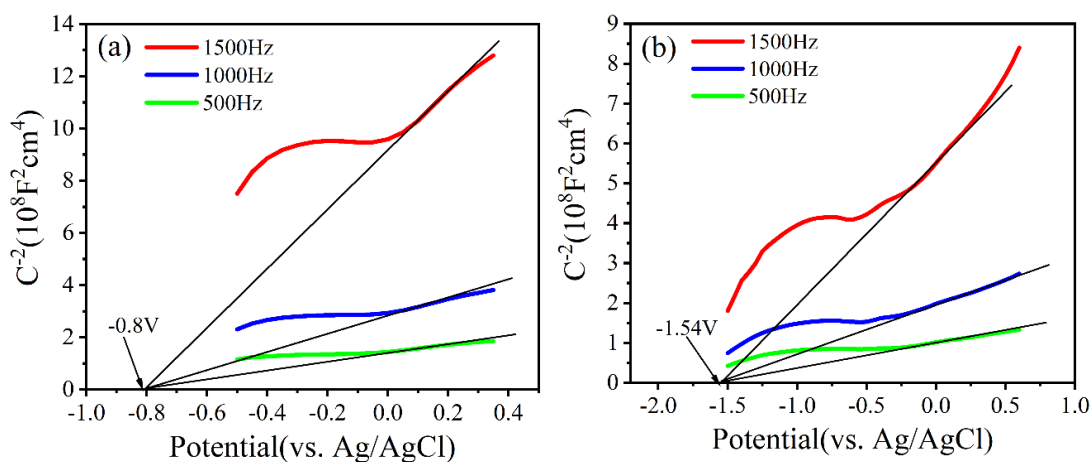 (a)
1500Hz
1000Hz
500Hz
C⁻²(10⁸F²cm⁴)
14
12
10
8
6
4
2
0
-0.8V
-1.0 -0.8 -0.6 -0.4 -0.2 0.0 0.2 0.4
Potential(vs. Ag/AgCl)
(b)
1500Hz
1000Hz
500Hz
C⁻²(10⁸F²cm⁴)
9
8
7
6
5
4
3
2
1
0
-1.54V
-2.0 -1.5 -1.0 -0.5 0.0 0.5 1.0
Potential(vs. Ag/AgCl)